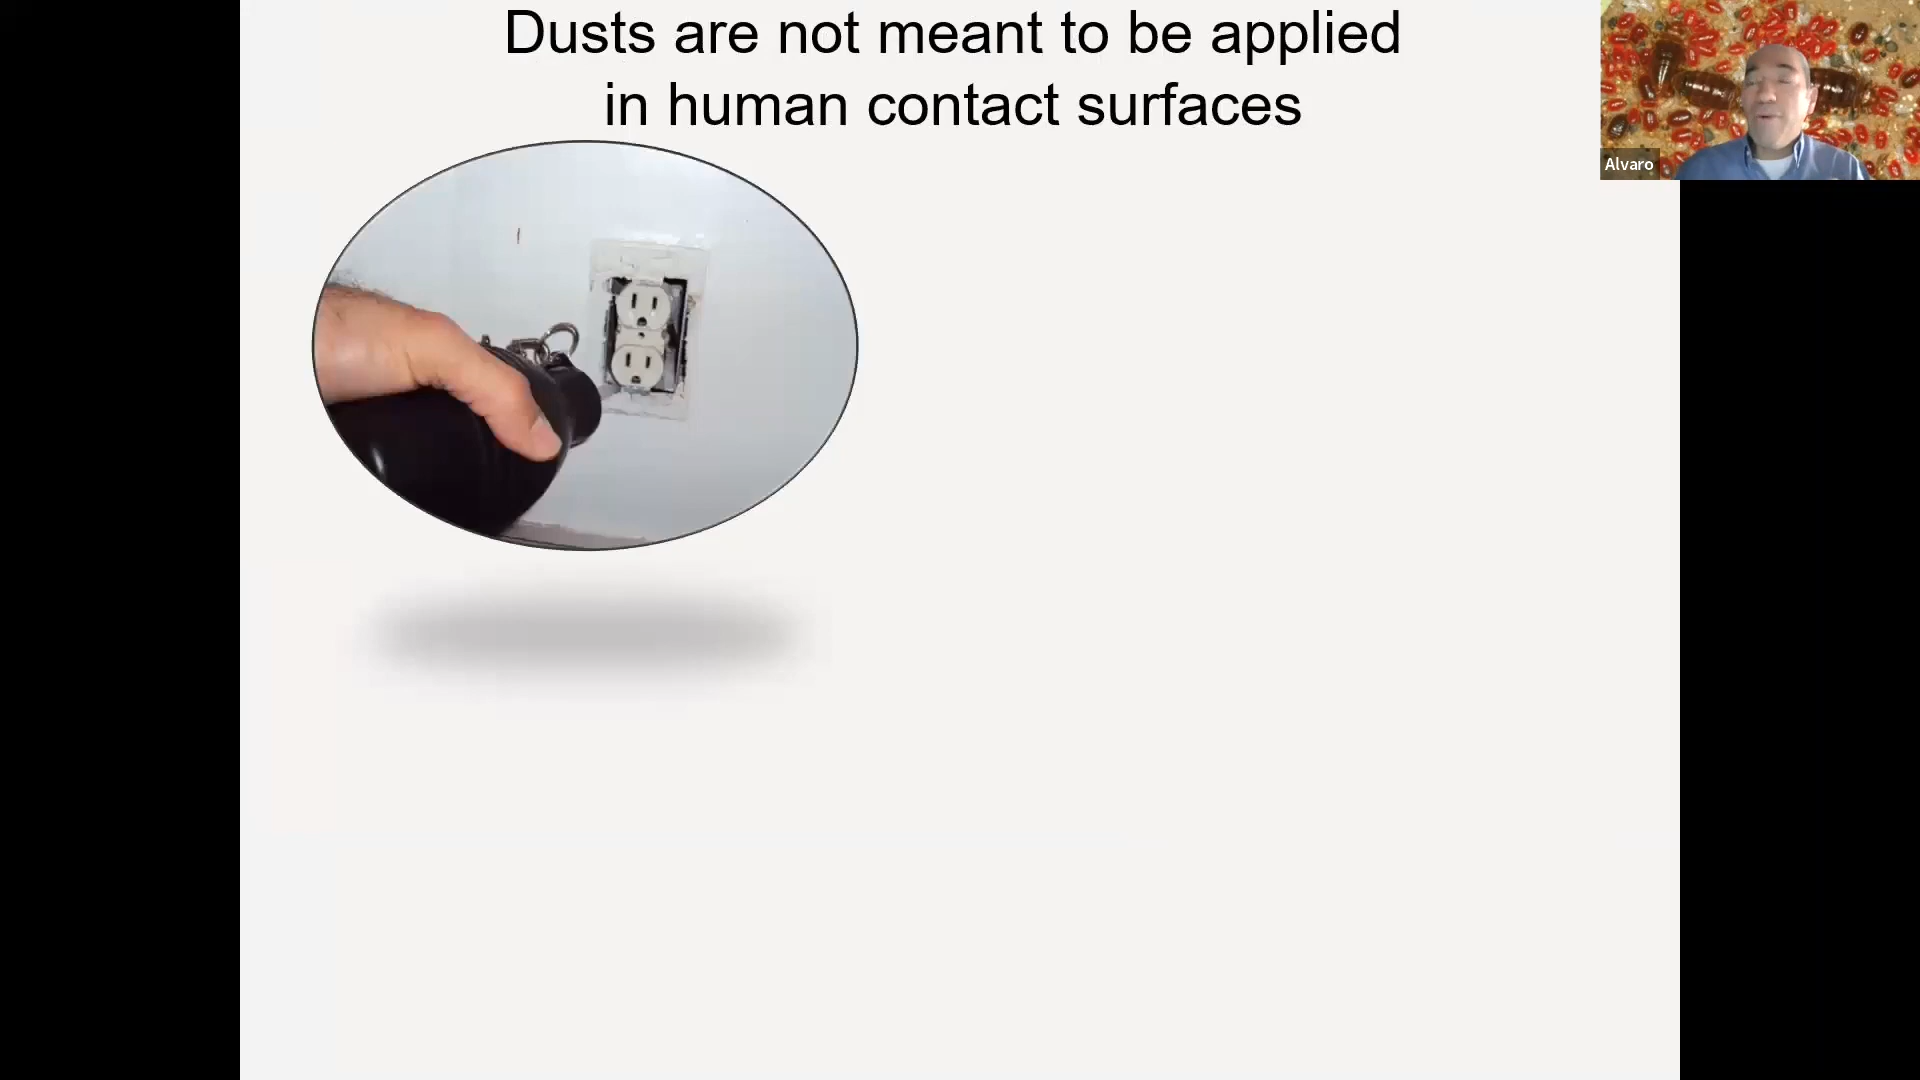 Dusts are not meant to be applied
in human contact surfaces
Alvaro